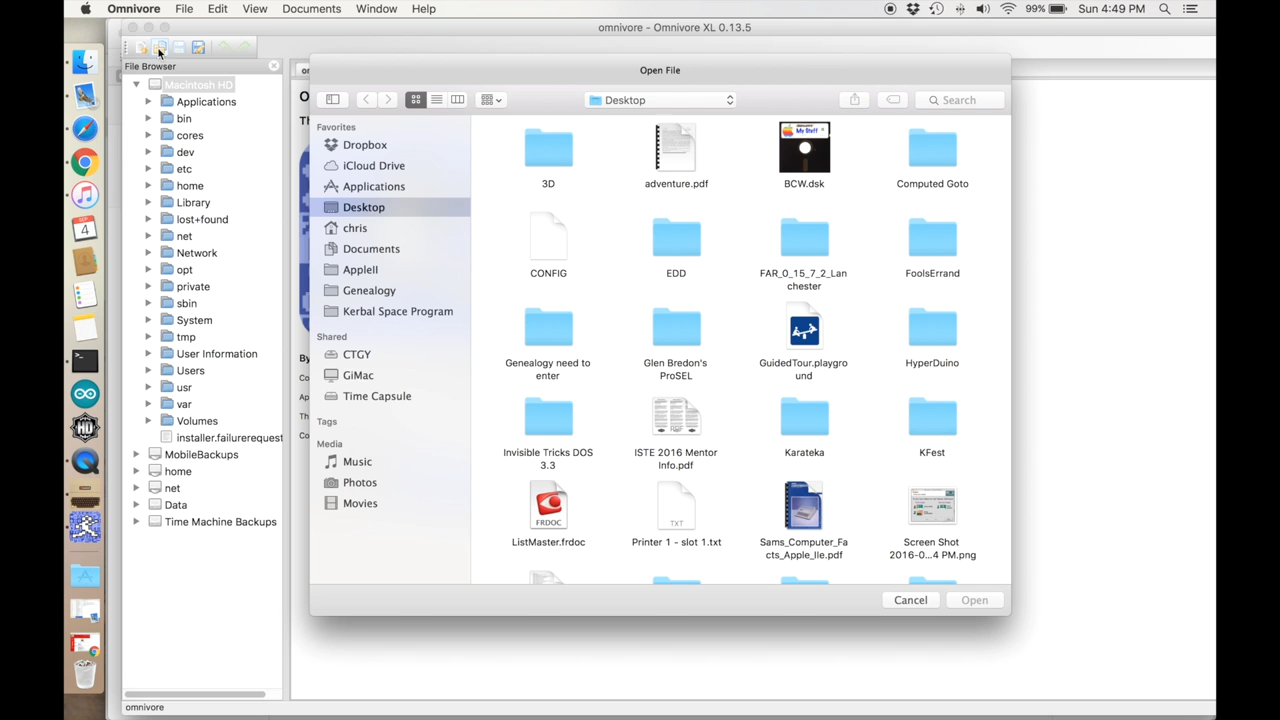 Omnivore File Edit View Documents Window Help 99% Sun 4:49 PM
omnivore - Omnivore XL 0.13.5
File Browser
Macintosh HD
Applications
bin
cores
dev
etc
home
Library
lost+found
net
Network
opt
private
sbin
System
tmp
User Information
Users
usr
var
Volumes
installer.failurerequest
MobileBackups
home
net
Data
Time Machine Backups
omnivore
Open File
Desktop
Search
Favorites
Dropbox
iCloud Drive
Applications
Desktop
chris
Documents
AppleII
Genealogy
Kerbal Space Program
Shared
CTGY
GiMac
Time Capsule
Tags
Media
Music
Photos
Movies
3D
adventure.pdf
My Stuff
BCW.dsk
Computed Goto
CONFIG
EDD
FAR_0_15_7_2_Lan
chester
FoolsErrand
Genealogy need to
enter
Glen Bredon's
ProSEL
GuidedTour.playgro
und
HyperDuino
Invisible Tricks DOS
3.3
ISTE 2016 Mentor
Info.pdf
Karateka
KFest
FRDOC
ListMaster.frdoc
TXT
Printer 1 - slot 1.txt
Sams_Computer_Fa
cts_Apple_IIe.pdf
Screen Shot
2016-0...4 PM.png
Cancel Open